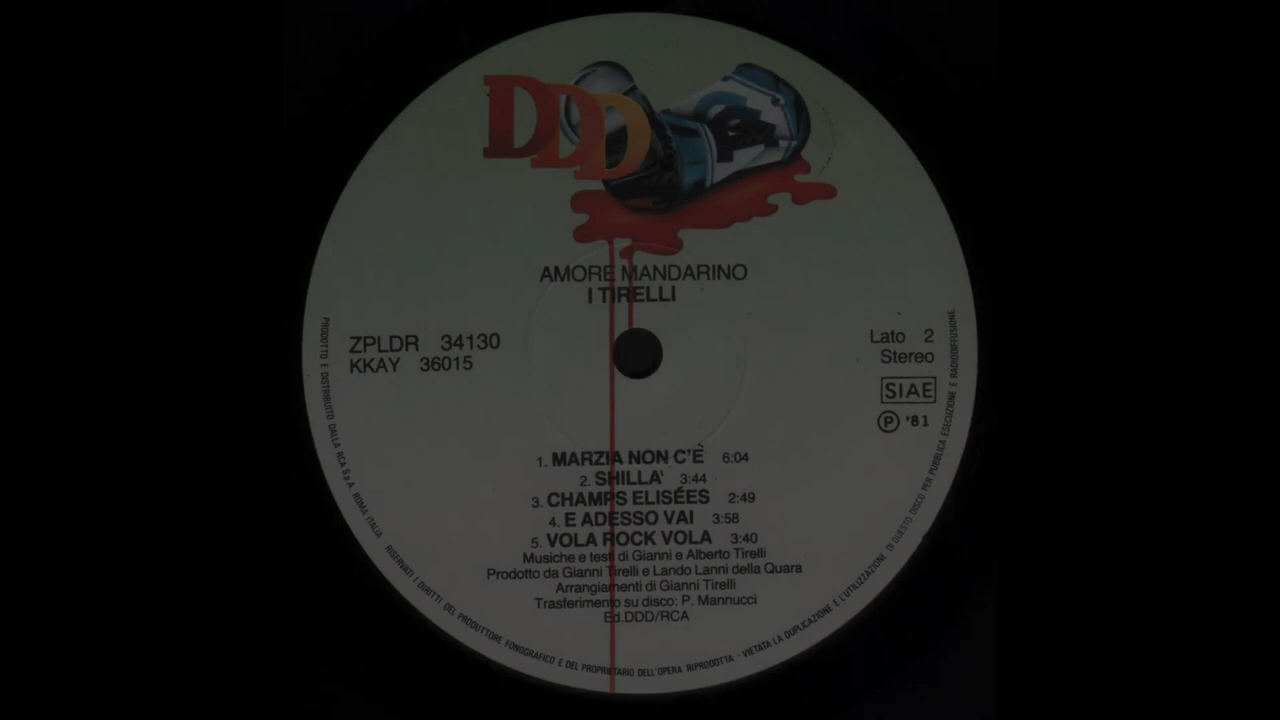 DDD
AMORE MANDARINO
I TIRELLI
ZPLDR 34130
KKAY 36015
Lato 2
Stereo
SIAE
Ⓟ '81
1. MARZIA NON C'È 6:04
2. SHILLA' 3:44
3. CHAMPS ELISÉES 2:49
4. E ADESSO VAI 3:58
5. VOLA ROCK VOLA 3:40
Musiche e testi di Gianni e Alberto Tirelli
Prodotto da Gianni Tirelli e Lando Lanni della Quara
Arrangiamenti di Gianni Tirelli
Trasferimento su disco: P. Mannucci
Ed.DDD/RCA
PRODOTTO E DISTRIBUITO DALLA RCA S.p.A. ROMA ITALIA · RISERVATI I DIRITTI DEL PRODUTTORE FONOGRAFICO E DEL PROPRIETARIO DELL'OPERA RIPRODOTTA - VIETATA LA DUPLICAZIONE E L'UTILIZZAZIONE DI QUESTO DISCO PER PUBBLICA ESECUZIONE E RADIODIFFUSIONE